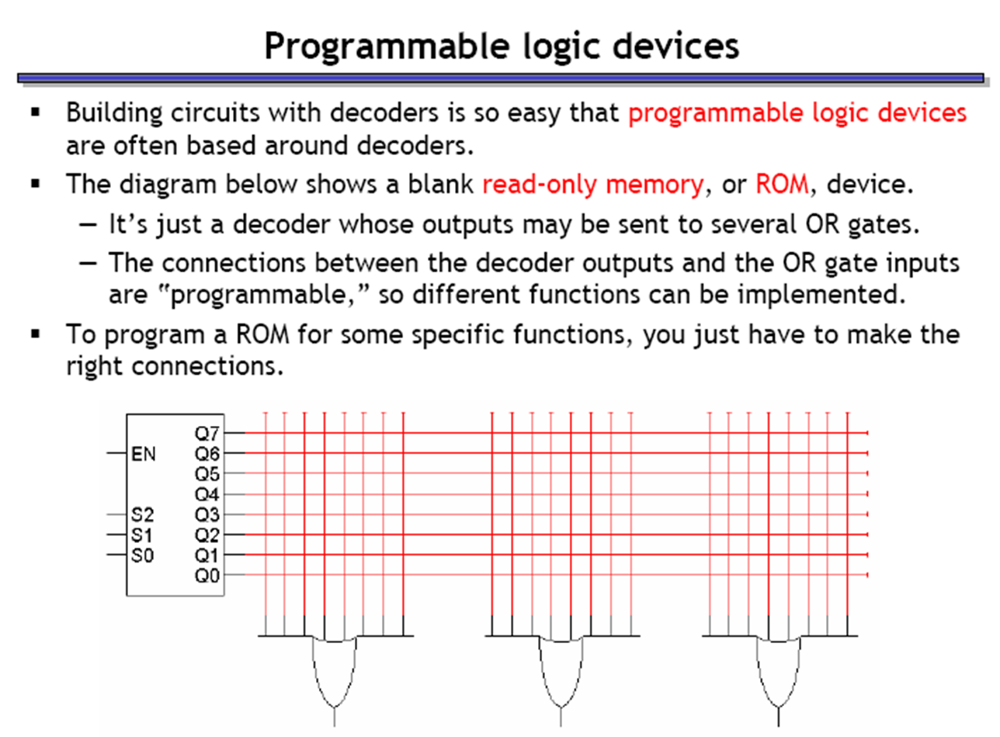 Programmable logic devices
▪ Building circuits with decoders is so easy that programmable logic devices
are often based around decoders.
▪ The diagram below shows a blank read-only memory, or ROM, device.
— It’s just a decoder whose outputs may be sent to several OR gates.
— The connections between the decoder outputs and the OR gate inputs
are “programmable,” so different functions can be implemented.
▪ To program a ROM for some specific functions, you just have to make the
right connections.
Q7
EN Q6
Q5
Q4
S2 Q3
S1 Q2
S0 Q1
Q0